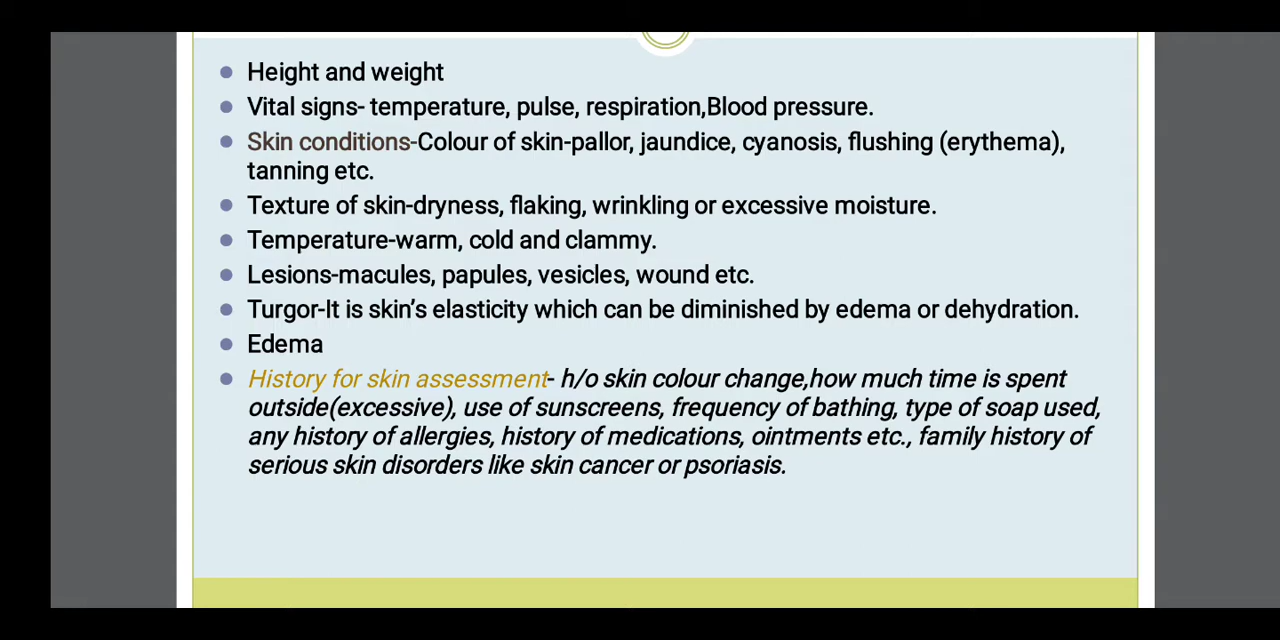 Height and weight
Vital signs- temperature, pulse, respiration,Blood pressure.
Skin conditions-Colour of skin-pallor, jaundice, cyanosis, flushing (erythema),
tanning etc.
Texture of skin-dryness, flaking, wrinkling or excessive moisture.
Temperature-warm, cold and clammy.
Lesions-macules, papules, vesicles, wound etc.
Turgor-It is skin's elasticity which can be diminished by edema or dehydration.
Edema
History for skin assessment- h/o skin colour change,how much time is spent
outside(excessive), use of sunscreens, frequency of bathing, type of soap used,
any history of allergies, history of medications, ointments etc., family history of
serious skin disorders like skin cancer or psoriasis.